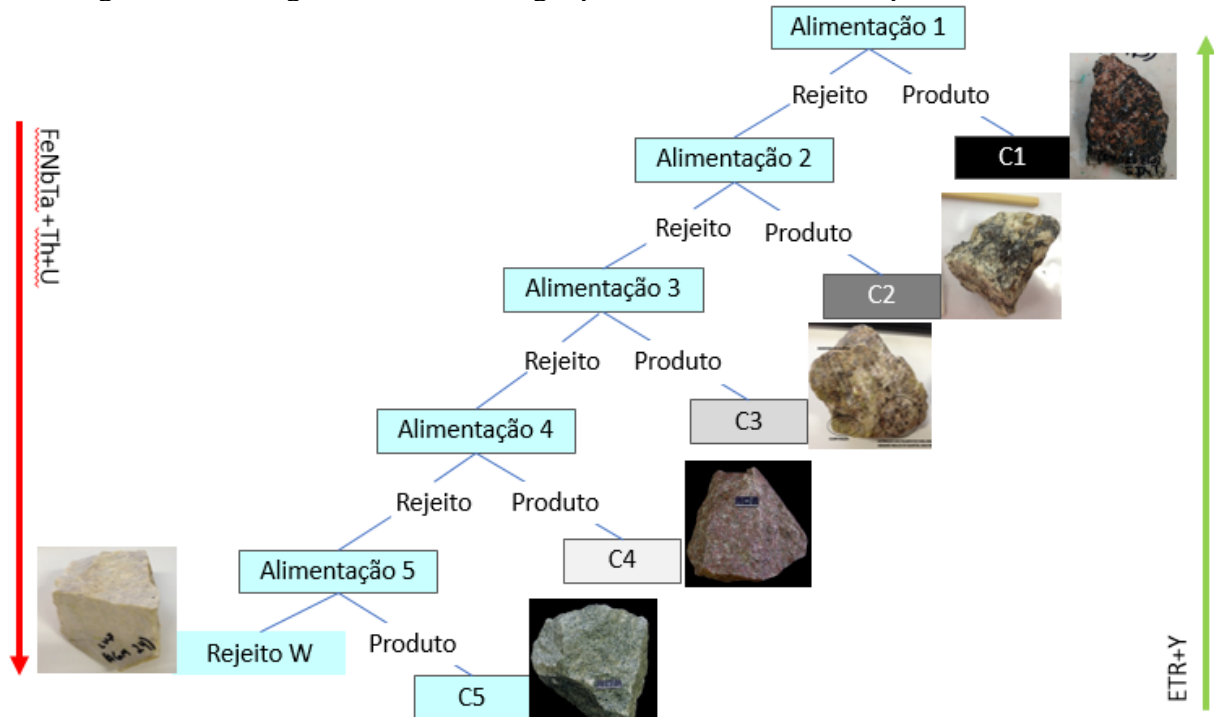 Alimentação 1
Rejeito Produto
C1
Alimentação 2
Rejeito Produto
C2
FeNbTa + Th+U
Alimentação 3
Rejeito Produto
C3
Alimentação 4
Rejeito Produto
C4
Alimentação 5
Rejeito W Produto
C5
ETR+Y